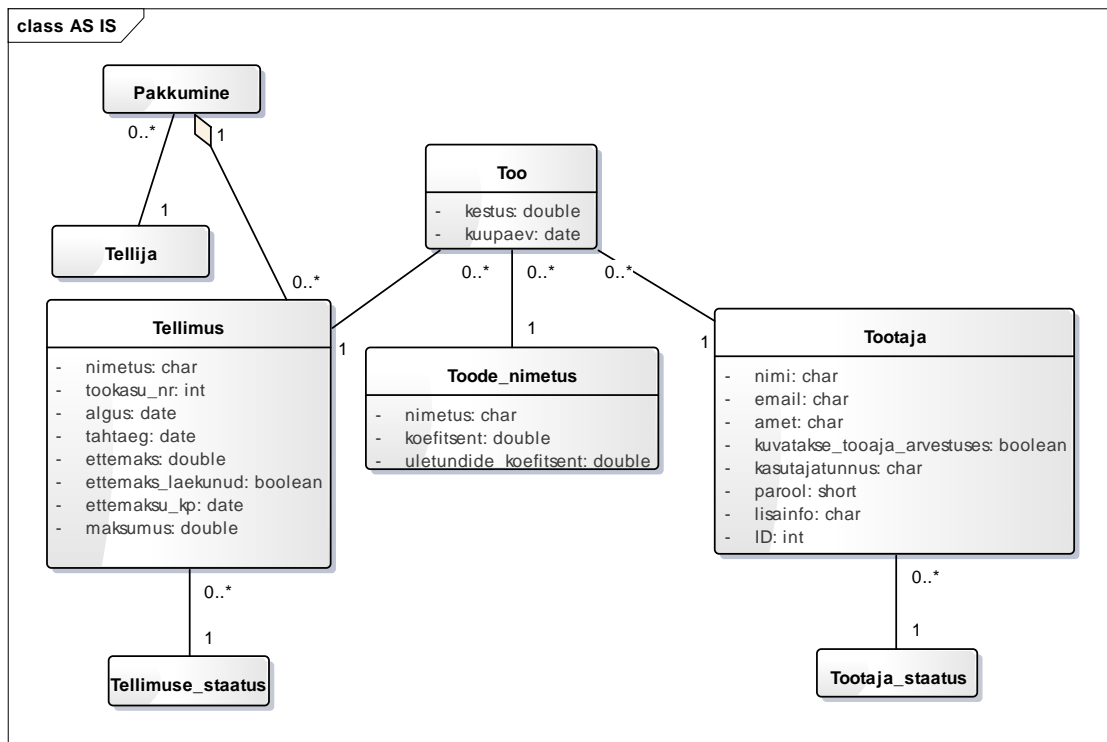 class AS IS
Pakkumine
0..*
1
1
Tellija
0..*
Too
- kestus: double
- kuupaev: date
0..*
0..*
0..*
Tellimus
- nimetus: char
- tookasu_nr: int
- algus: date
- tahtaeg: date
- ettemaks: double
- ettemaks_laekunud: boolean
- ettemaksu_kp: date
- maksumus: double
1
1
1
Toode_nimetus
- nimetus: char
- koefitsent: double
- uletundide_koefitsent: double
Tootaja
- nimi: char
- email: char
- amet: char
- kuvatakse_tooaja_arvestuses: boolean
- kasutajatunnus: char
- parool: short
- lisainfo: char
- ID: int
0..*
1
Tellimuse_staatus
0..*
1
Tootaja_staatus